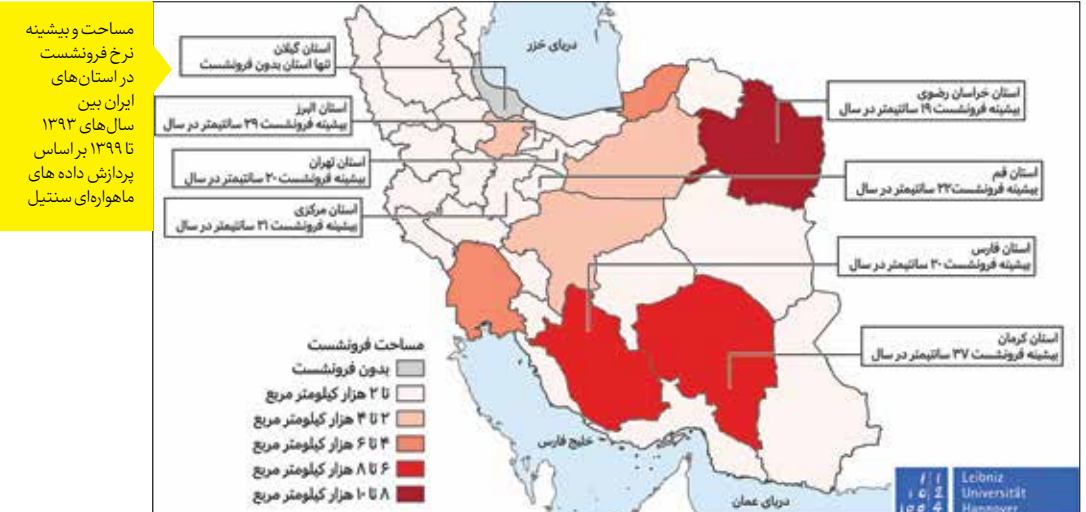 مساحت و بیشینه
نرخ فرونشست
در استان‌های
ایران بین
سال‌های ۱۳۹۳
تا ۱۳۹۹ بر اساس
پردازش داده های
ماهواره‌ای سنتیل
دریای خزر
استان گیلان
تنها استان بدون فرونشست
استان خراسان رضوی
بیشینه فرونشست ۱۹ سانتیمتر در سال
استان البرز
بیشینه فرونشست ۲۹ سانتیمتر در سال
استان تهران
بیشینه فرونشست ۲۰ سانتیمتر در سال
استان قم
بیشینه فرونشست ۲۲ سانتیمتر در سال
استان مرکزی
بیشینه فرونشست ۲۱ سانتیمتر در سال
استان فارس
بیشینه فرونشست ۲۰ سانتیمتر در سال
استان کرمان
بیشینه فرونشست ۳۷ سانتیمتر در سال
مساحت فرونشست
بدون فرونشست
تا ۲ هزار کیلومتر مربع
۲ تا ۴ هزار کیلومتر مربع
۴ تا ۶ هزار کیلومتر مربع
۶ تا ۸ هزار کیلومتر مربع
۸ تا ۱۰ هزار کیلومتر مربع
خلیج فارس
دریای عمان
Leibniz
Universität
Hannover